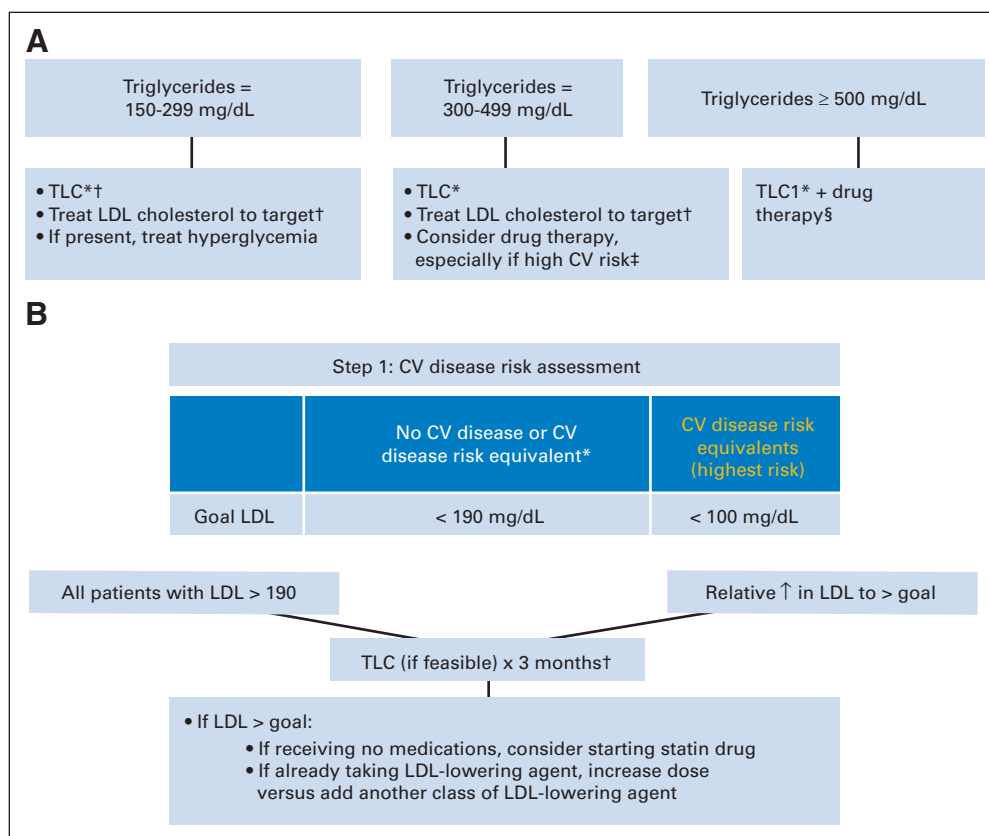 A
Triglycerides =
150-299 mg/dL
Triglycerides =
300-499 mg/dL
Triglycerides ≥ 500 mg/dL
• TLC*†
• Treat LDL cholesterol to target†
• If present, treat hyperglycemia
• TLC*
• Treat LDL cholesterol to target†
• Consider drug therapy,
especially if high CV risk‡
TLC1* + drug
therapy§
B
Step 1: CV disease risk assessment
No CV disease or CV
disease risk equivalent*
CV disease risk
equivalents
(highest risk)
Goal LDL
< 190 mg/dL
< 100 mg/dL
All patients with LDL > 190
Relative ↑ in LDL to > goal
TLC (if feasible) x 3 months†
• If LDL > goal:
• If receiving no medications, consider starting statin drug
• If already taking LDL-lowering agent, increase dose
versus add another class of LDL-lowering agent